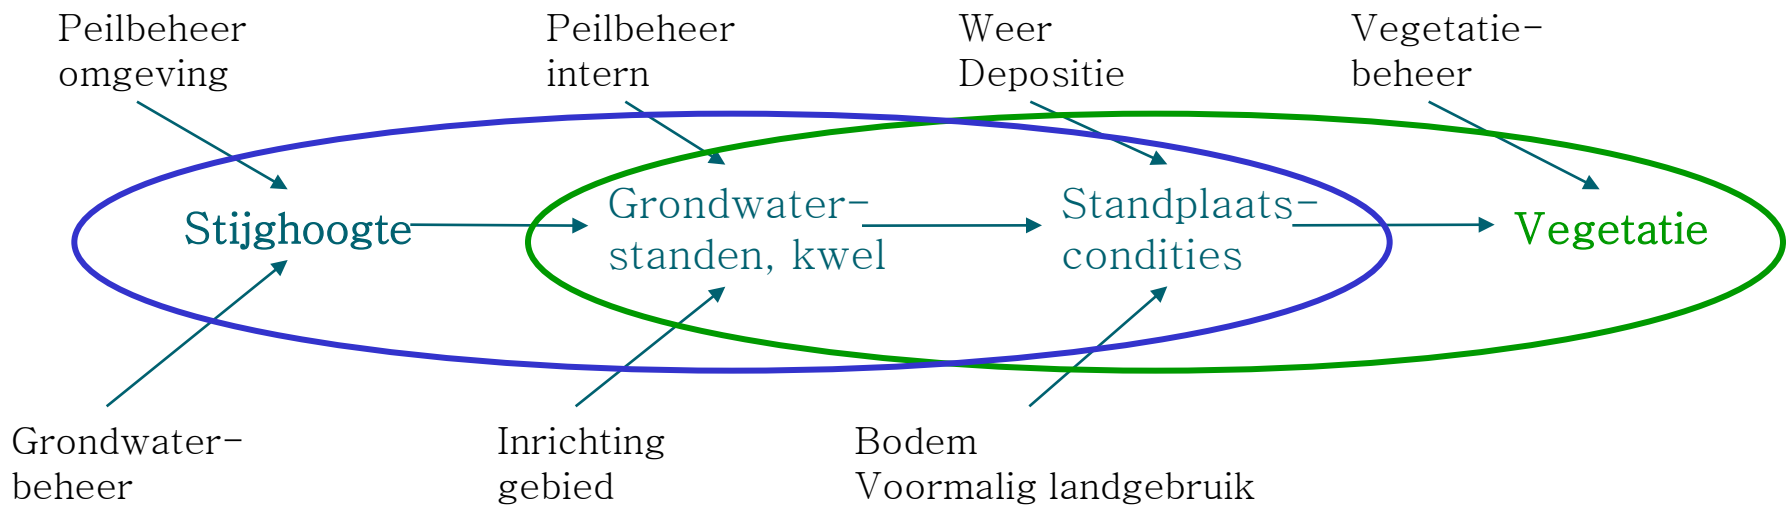 Peilbeheer
omgeving
Peilbeheer
intern
Weer
Depositie
Vegetatie-
beheer
Stijghoogte
Grondwater-
standen, kwel
Standplaats-
condities
Vegetatie
Grondwater-
beheer
Inrichting
gebied
Bodem
Voormalig landgebruik